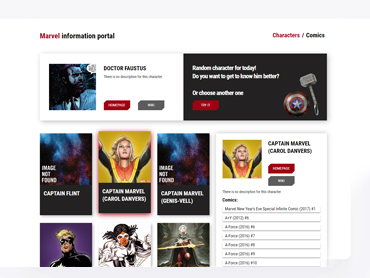 Marvel information portal
Characters / Comics
DOCTOR FAUSTUS
There is no description for this character
HOMEPAGE
WIKI
Random character for today!
Do you want to get to know him better?
Or choose another one
TRY IT
IMAGE
NOT
FOUND
CAPTAIN FLINT
CAPTAIN MARVEL
(CAROL DANVERS)
IMAGE
NOT
FOUND
CAPTAIN MARVEL
(GENIS-VELL)
CAPTAIN MARVEL
(CAROL DANVERS)
HOMEPAGE
WIKI
There is no description for this character
Comics:
Marvel New Year's Eve Special Infinite Comic (2017) #1
A+F (2012) #6
A-Force (2016) #6
A-Force (2016) #7
A-Force (2016) #8
A-Force (2016) #9
A-Force (2016) #10